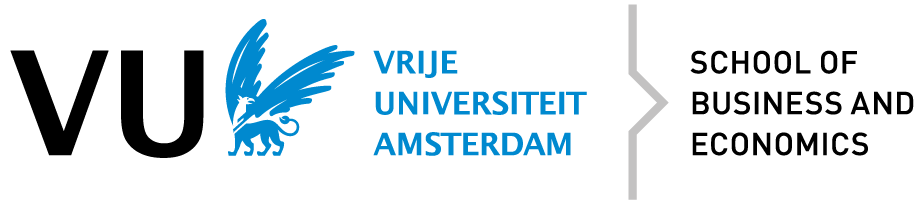 VU
VRIJE
UNIVERSITEIT
AMSTERDAM
SCHOOL OF
BUSINESS AND
ECONOMICS